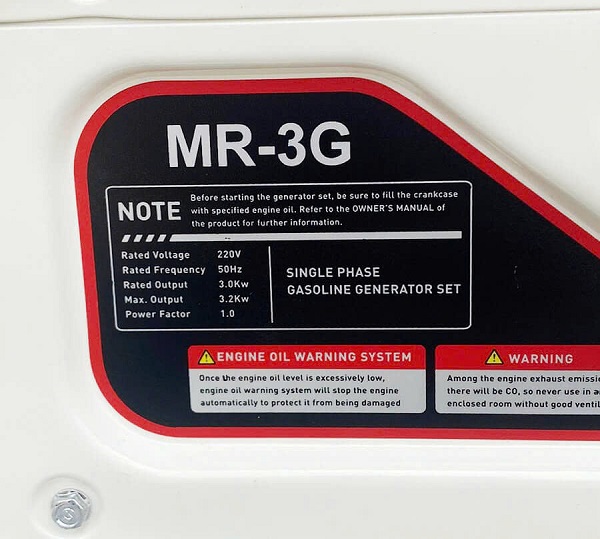 MR-3G
NOTE
Before starting the generator set, be sure to fill the crankcase
with specified engine oil. Refer to the OWNER'S MANUAL of
the product for further information.
Rated Voltage 220V
Rated Frequency 50Hz
Rated Output 3.0Kw
Max. Output 3.2Kw
Power Factor 1.0
SINGLE PHASE
GASOLINE GENERATOR SET
ENGINE OIL WARNING SYSTEM
Once the engine oil level is excessively low,
engine oil warning system will stop the engine
automatically to protect it from being damaged
WARNING
Among the engine exhaust
there will be CO, so never use in
enclosed room without good